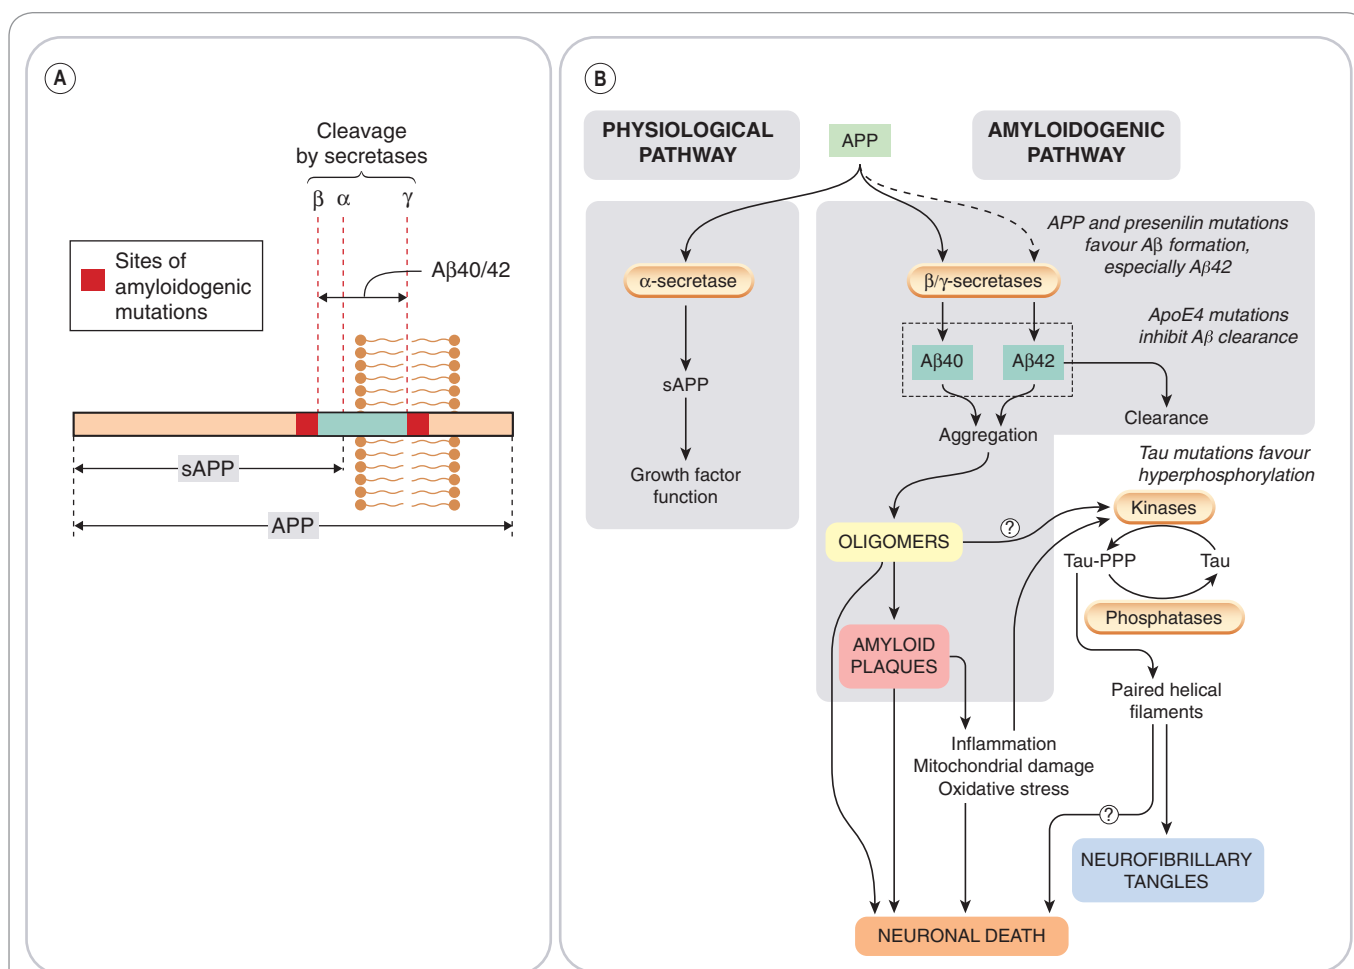 A
Cleavage
by secretases
β α γ
Aβ40/42
Sites of
amyloidogenic
mutations
sAPP
APP
B
PHYSIOLOGICAL
PATHWAY
APP
AMYLOIDOGENIC
PATHWAY
APP and presenilin mutations
favour Aβ formation,
especially Aβ42
α-secretase
β/γ-secretases
ApoE4 mutations
inhibit Aβ clearance
Aβ40
Aβ42
sAPP
Clearance
Aggregation
Growth factor
function
Tau mutations favour
hyperphosphorylation
Kinases
?
OLIGOMERS
Tau-PPP
Tau
Phosphatases
AMYLOID
PLAQUES
Paired helical
filaments
Inflammation
Mitochondrial damage
Oxidative stress
?
NEUROFIBRILLARY
TANGLES
NEURONAL DEATH